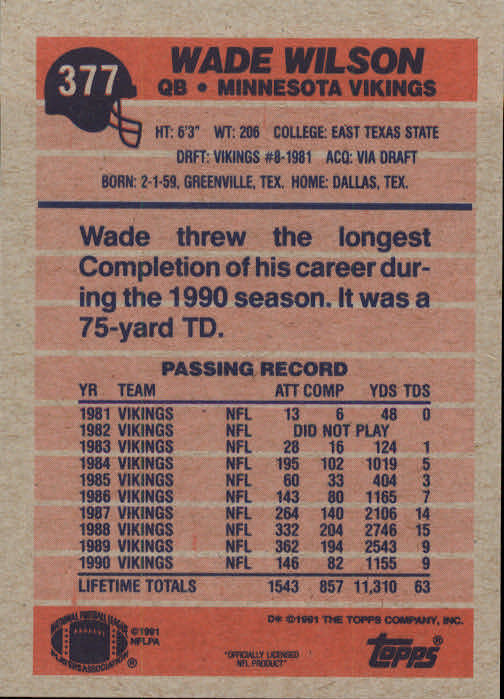 377
WADE WILSON
QB • MINNESOTA VIKINGS
HT: 6'3" WT: 206 COLLEGE: EAST TEXAS STATE
DRFT: VIKINGS #8-1981 ACQ: VIA DRAFT
BORN: 2-1-59, GREENVILLE, TEX. HOME: DALLAS, TEX.
Wade threw the longest
Completion of his career dur-
ing the 1990 season. It was a
75-yard TD.
PASSING RECORD
YR TEAM ATT COMP YDS TDS
1981 VIKINGS NFL 13 6 48 0
1982 VIKINGS NFL DID NOT PLAY
1983 VIKINGS NFL 28 16 124 1
1984 VIKINGS NFL 195 102 1019 5
1985 VIKINGS NFL 60 33 404 3
1986 VIKINGS NFL 143 80 1165 7
1987 VIKINGS NFL 264 140 2106 14
1988 VIKINGS NFL 332 204 2746 15
1989 VIKINGS NFL 362 194 2543 9
1990 VIKINGS NFL 146 82 1155 9
LIFETIME TOTALS 1543 857 11,310 63
NATIONAL FOOTBALL LEAGUE
PLAYERS ASSOCIATION
®
©1991
NFLPA
D* ©1991 THE TOPPS COMPANY, INC.
"OFFICIALLY LICENSED
NFL PRODUCT"
topps®